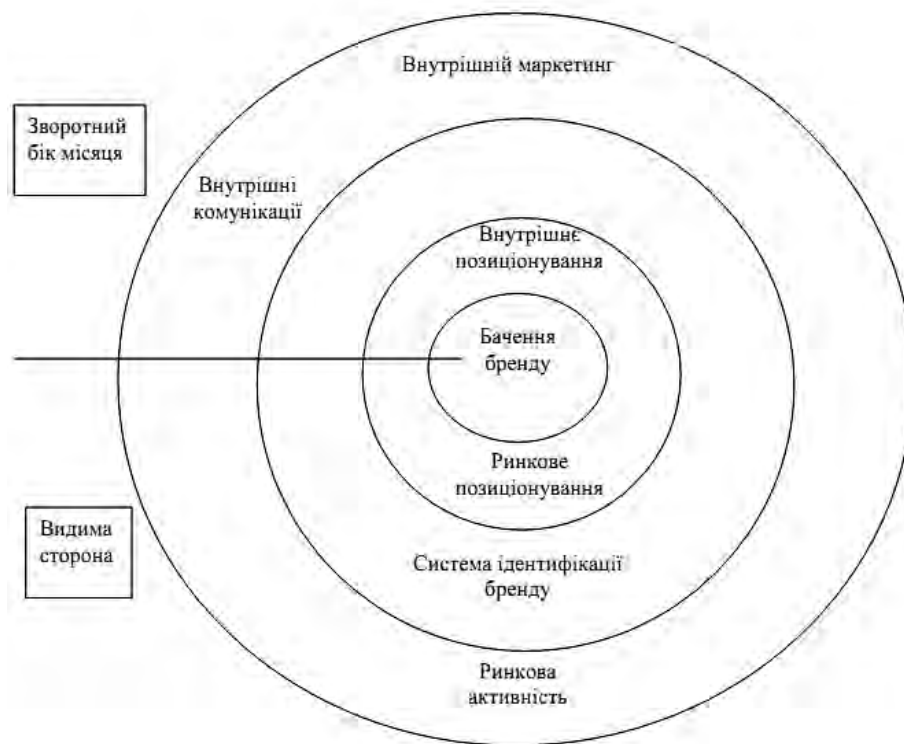 Внутрішній маркетинг
Зворотний
бік місяця
Внутрішні
комунікації
Внутрішнє
позиціонування
Бачення
бренду
Ринкове
позиціонування
Видима
сторона
Система ідентифікації
бренду
Ринкова
активність